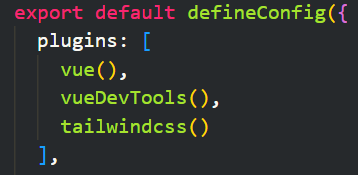 export default defineConfig({
  plugins: [
    vue(),
    vueDevTools(),
    tailwindcss()
  ],